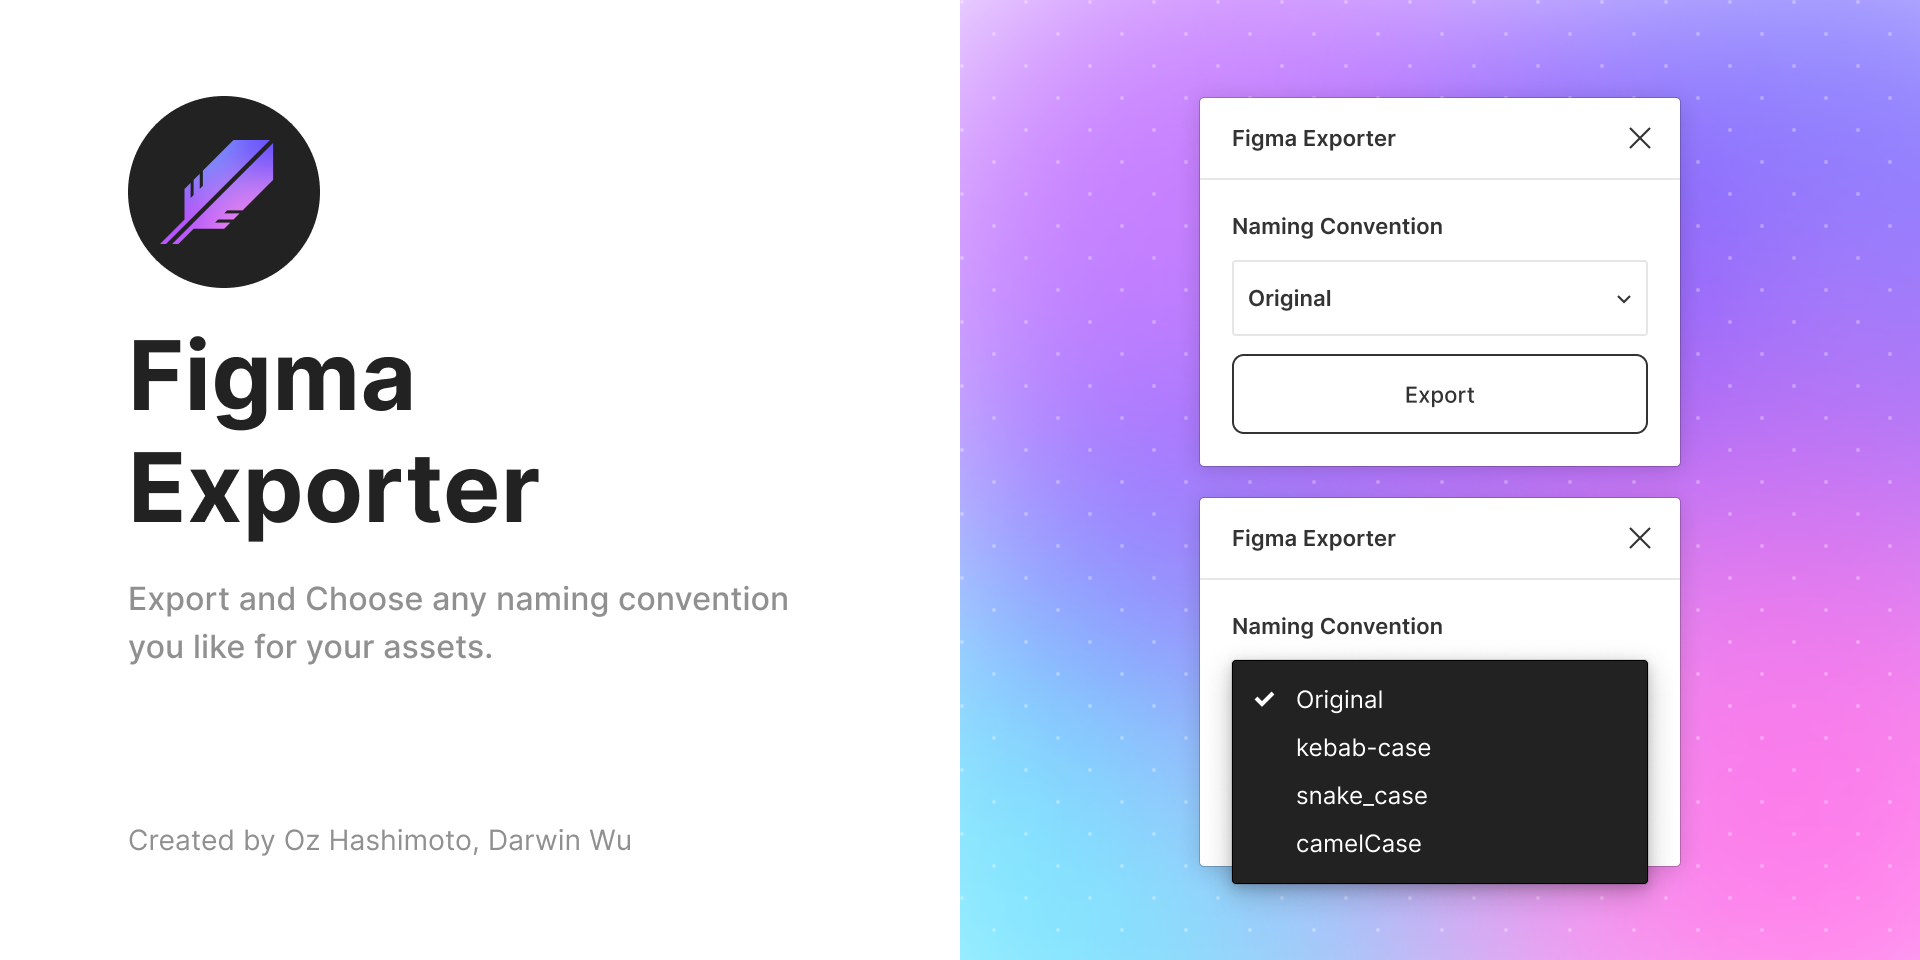 Figma
Exporter
Export and Choose any naming convention
you like for your assets.
Created by Oz Hashimoto, Darwin Wu
Figma Exporter
Naming Convention
Original
Export
Figma Exporter
Naming Convention
Original
kebab-case
snake_case
camelCase